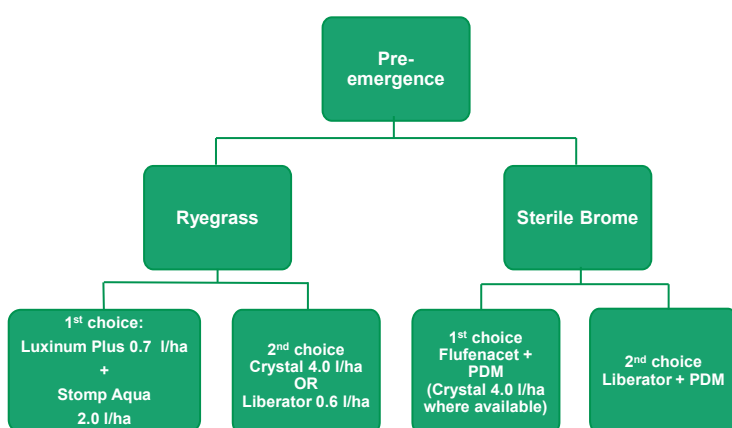 Pre-
emergence
Ryegrass
Sterile Brome
1st choice:
Luxinum Plus 0.7 l/ha
+
Stomp Aqua
2.0 l/ha
2nd choice
Crystal 4.0 l/ha
OR
Liberator 0.6 l/ha
1st choice
Flufenacet +
PDM
(Crystal 4.0 l/ha
where available)
2nd choice
Liberator + PDM